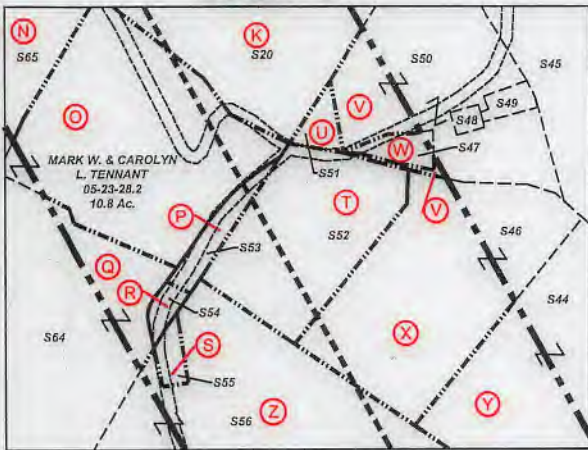 N
S65
K
S20
S50
S45
O
V
S49
S48
U
W
S47
MARK W. & CAROLYN
L. TENNANT
05-23-28.2
10.8 Ac.
S51
T
V
P
S53
S52
S46
Q
R
S54
S44
S64
S
X
S55
Z
S56
Y